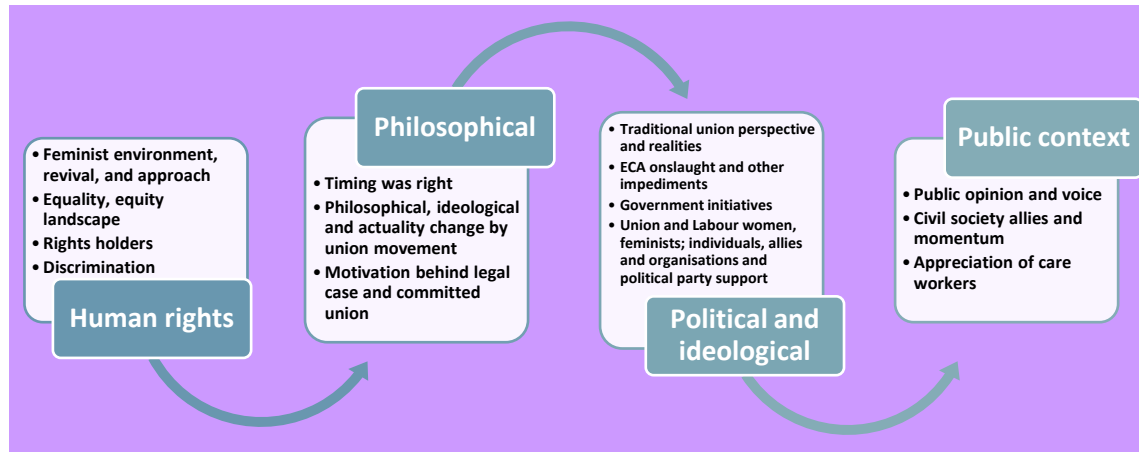 • Feminist environment,
revival, and approach
• Equality, equity
landscape
• Rights holders
• Discrimination
Human rights
Philosophical
• Timing was right
• Philosophical, ideological
and actuality change by
union movement
• Motivation behind legal
case and committed
union
• Traditional union perspective
and realities
• ECA onslaught and other
impediments
• Government initiatives
• Union and Labour women,
feminists; individuals, allies
and organisations and
political party support
Political and
ideological
Public context
• Public opinion and voice
• Civil society allies and
momentum
• Appreciation of care
workers